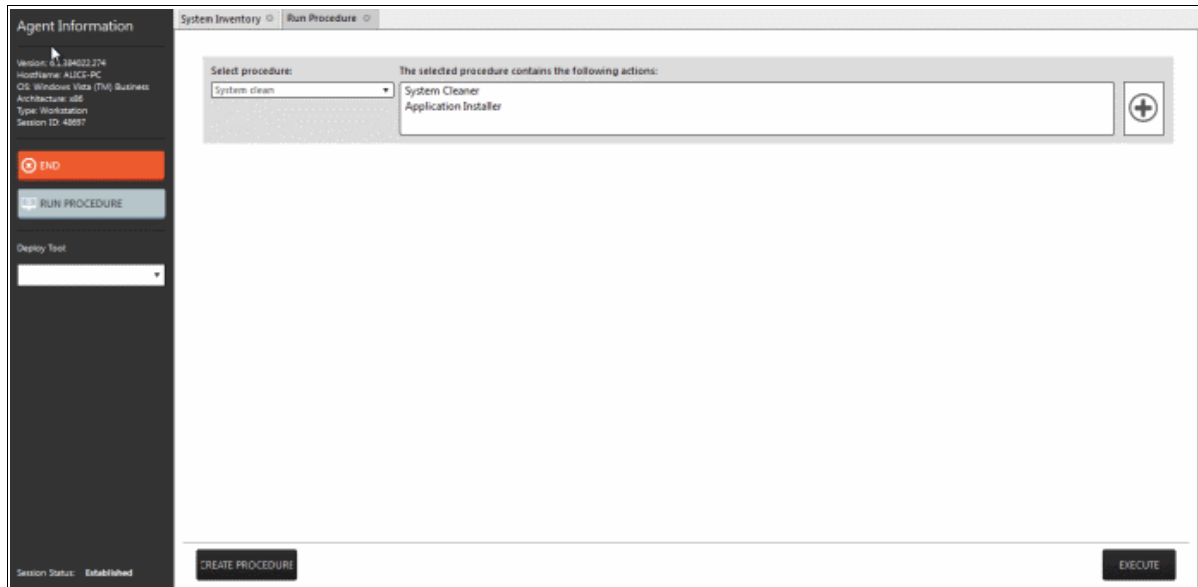 Agent Information
Version: 6.1.384022.274
HostName: ALICE-PC
OS: Windows Vista (TM) Business
Architecture: x86
Type: Workstation
Session ID: 48697
END
RUN PROCEDURE
Deploy Tool:
Session Status: Established
System Inventory
Run Procedure
Select procedure:
System clean
The selected procedure contains the following actions:
System Cleaner
Application Installer
CREATE PROCEDURE
EXECUTE